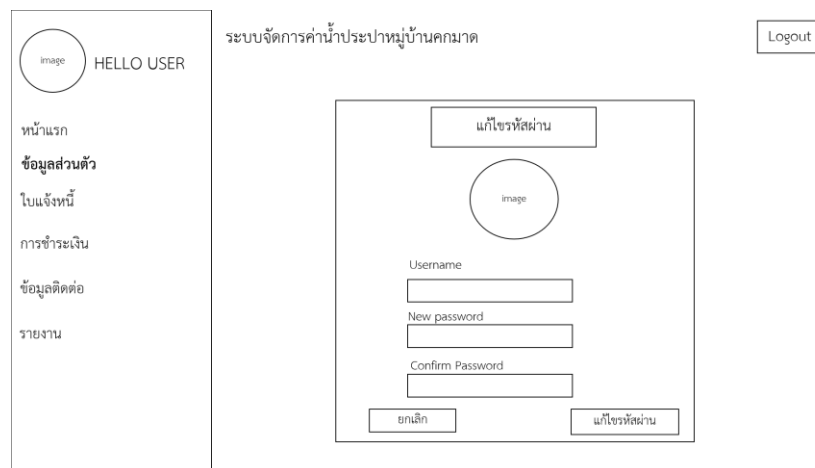 image
HELLO USER
หน้าแรก
ข้อมูลส่วนตัว
ใบแจ้งหนี้
การชำระเงิน
ข้อมูลติดต่อ
รายงาน
ระบบจัดการค่าน้ำประปาหมู่บ้านคกมาด
Logout
แก้ไขรหัสผ่าน
image
Username
New password
Confirm Password
ยกเลิก
แก้ไขรหัสผ่าน